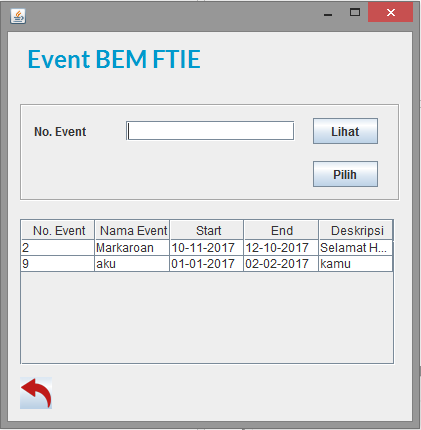 Event BEM FTIE
No. Event
Lihat
Pilih
No. Event Nama Event Start End Deskripsi
2 Markaroan 10-11-2017 12-10-2017 Selamat H...
9 aku 01-01-2017 02-02-2017 kamu